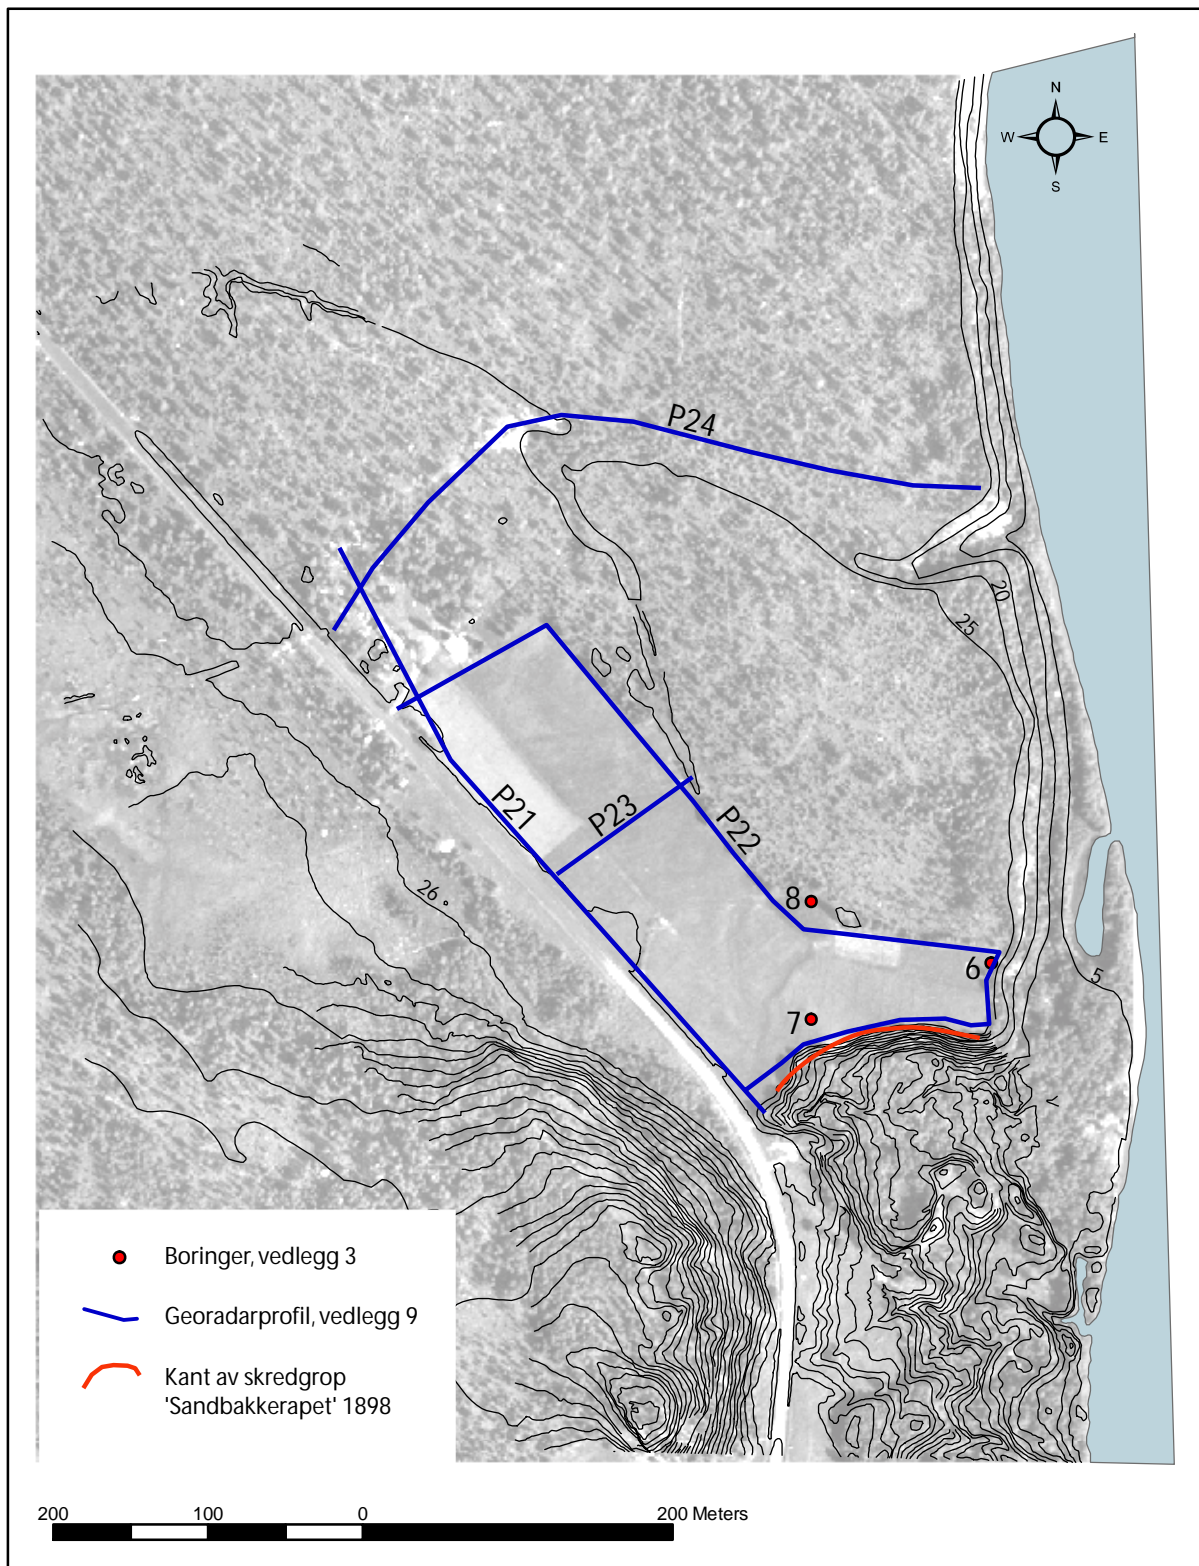 N
W E
S
P24
20
25
P21
P23
P22
26
8
6
5
7
Boringer, vedlegg 3
Georadarprofil, vedlegg 9
Kant av skredgrop
'Sandbakkerapet' 1898
200 100 0 200 Meters